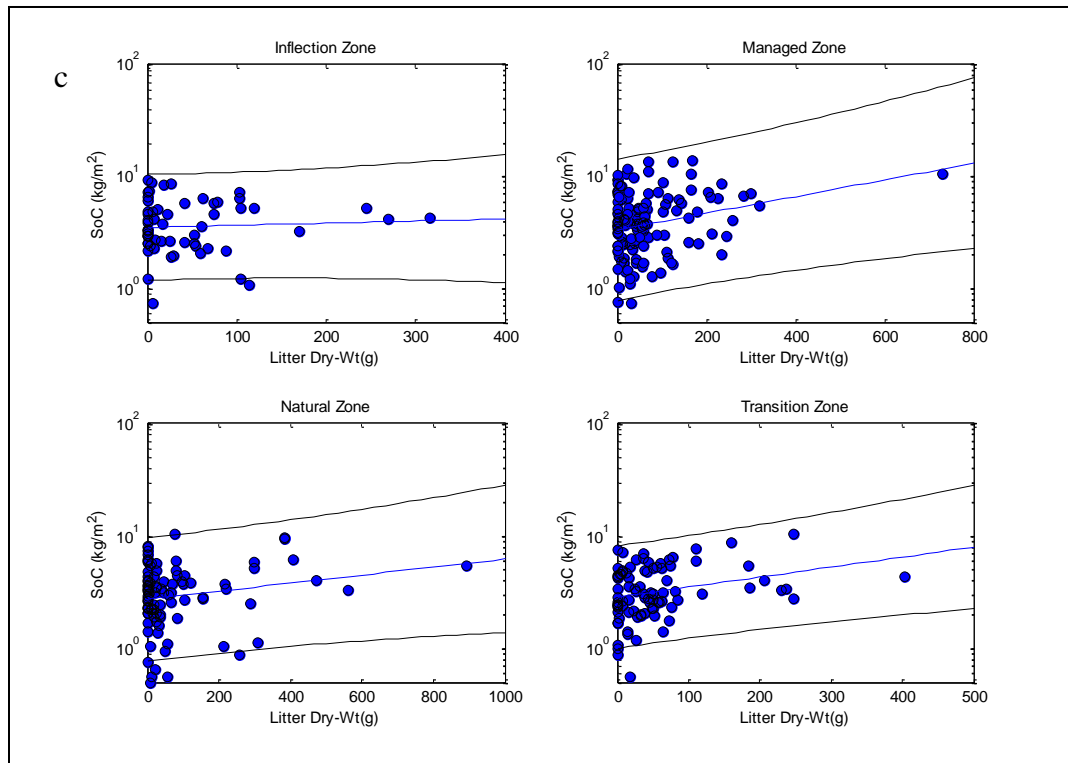 c
Inflection Zone
10^2
10^1
10^0
SoC (kg/m^2)
0 100 200 300 400
Litter Dry-Wt(g)
Managed Zone
10^2
10^1
10^0
SoC (kg/m^2)
0 200 400 600 800
Litter Dry-Wt(g)
Natural Zone
10^2
10^1
10^0
SoC (kg/m^2)
0 200 400 600 800 1000
Litter Dry-Wt(g)
Transition Zone
10^2
10^1
10^0
SoC (kg/m^2)
0 100 200 300 400 500
Litter Dry-Wt(g)